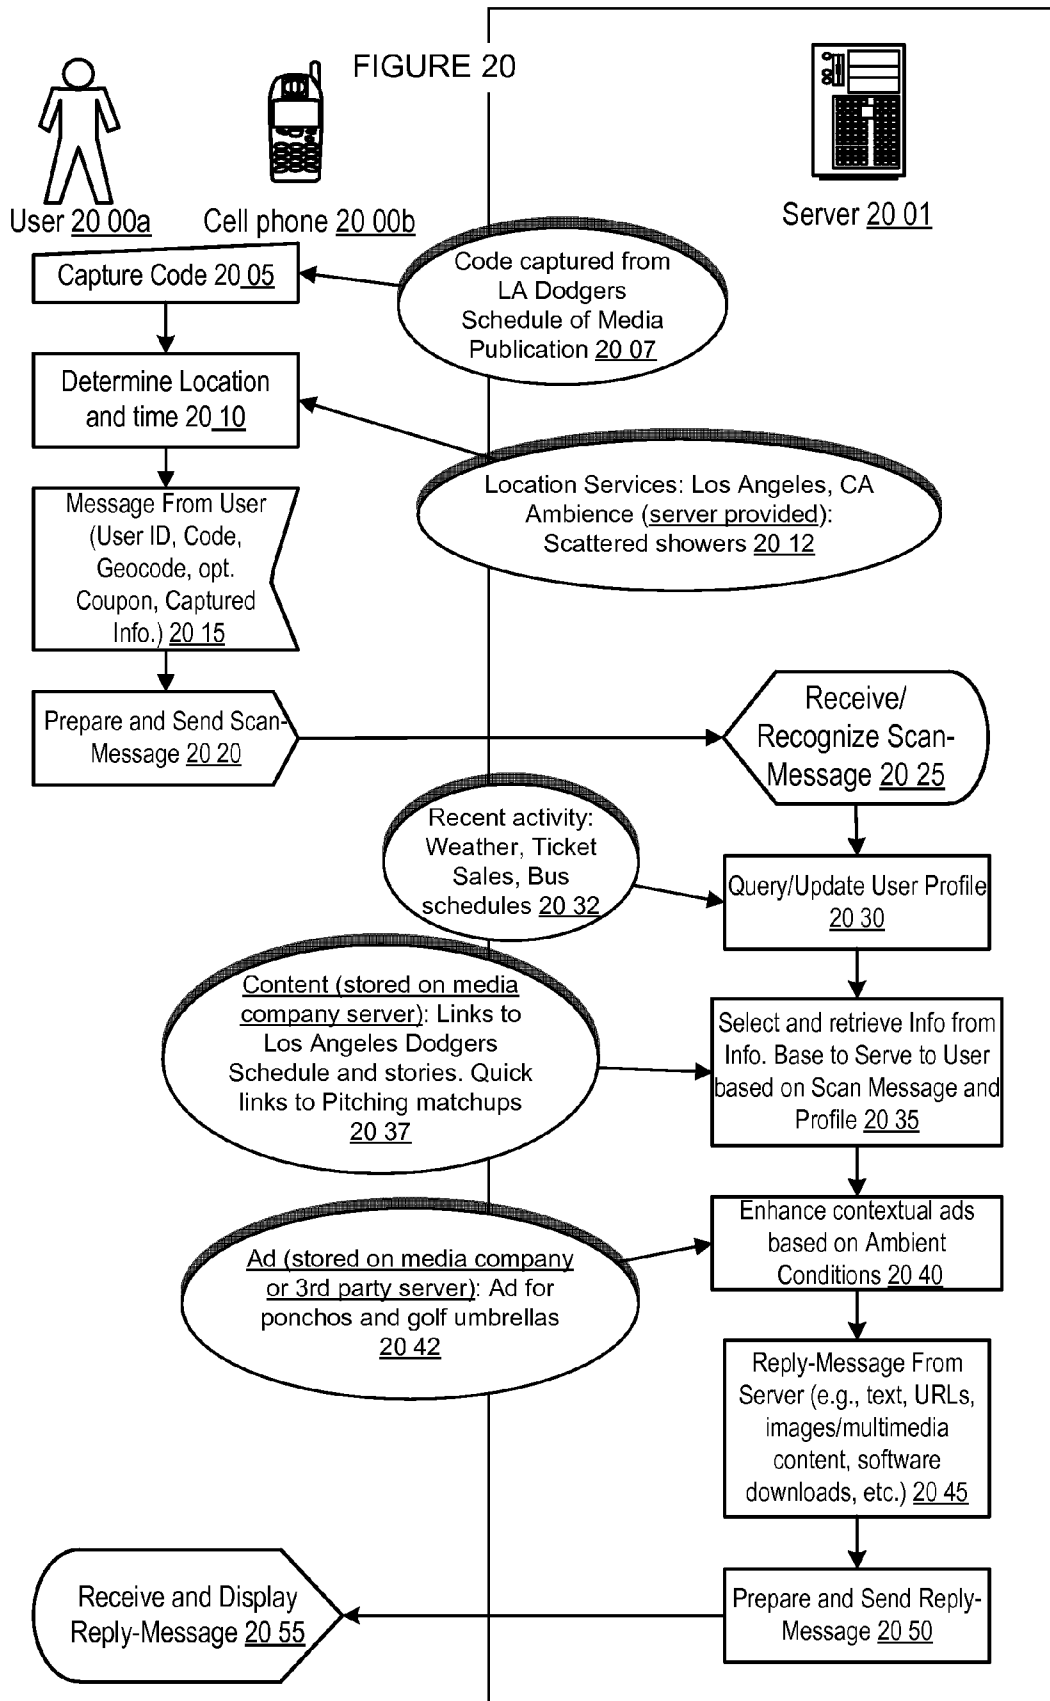 FIGURE 20
User 20 00a
Cell phone 20 00b
Server 20 01
Capture Code 20 05
Code captured from
LA Dodgers
Schedule of Media
Publication 20 07
Determine Location
and time 20 10
Location Services: Los Angeles, CA
Ambience (server provided):
Scattered showers 20 12
Message From User
(User ID, Code,
Geocode, opt.
Coupon, Captured
Info.) 20 15
Prepare and Send Scan-
Message 20 20
Receive/
Recognize Scan-
Message 20 25
Recent activity:
Weather, Ticket
Sales, Bus
schedules 20 32
Query/Update User Profile
20 30
Content (stored on media
company server): Links to
Los Angeles Dodgers
Schedule and stories. Quick
links to Pitching matchups
20 37
Select and retrieve Info from
Info. Base to Serve to User
based on Scan Message and
Profile 20 35
Ad (stored on media company
or 3rd party server): Ad for
ponchos and golf umbrellas
20 42
Enhance contextual ads
based on Ambient
Conditions 20 40
Reply-Message From
Server (e.g., text, URLs,
images/multimedia
content, software
downloads, etc.) 20 45
Prepare and Send Reply-
Message 20 50
Receive and Display
Reply-Message 20 55